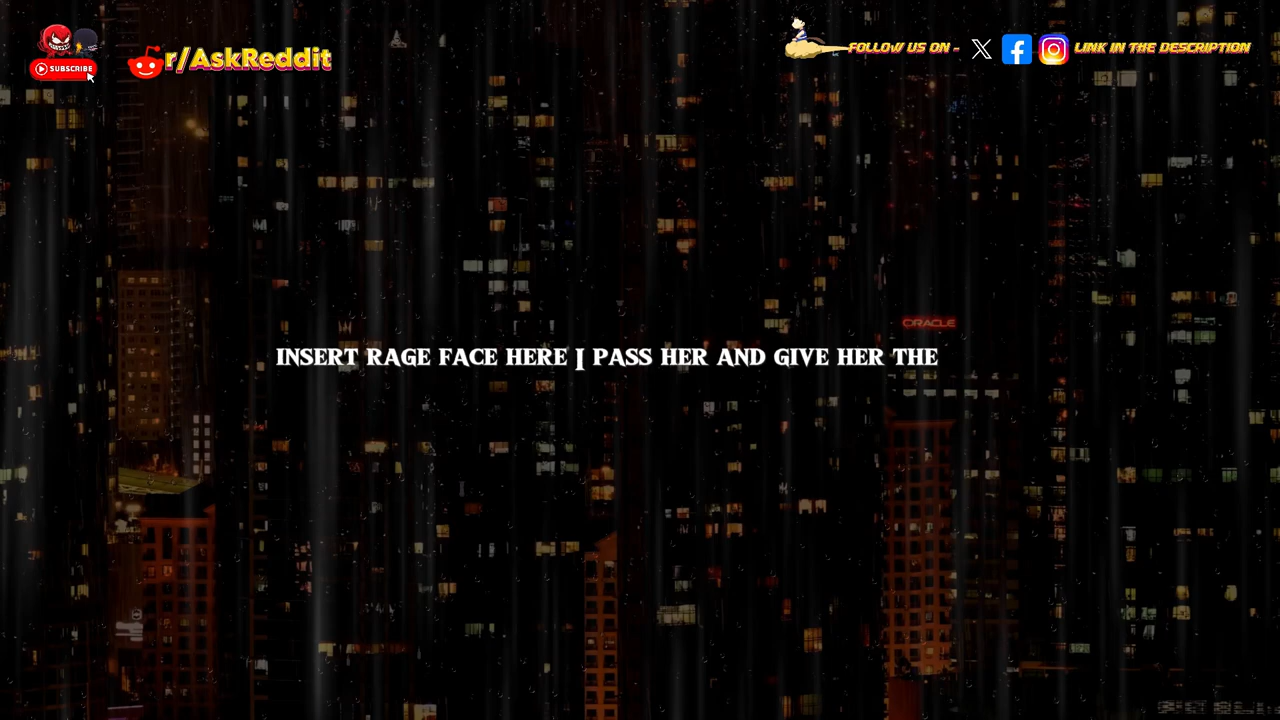 SUBSCRIBE
r/AskReddit
FOLLOW US ON -
LINK IN THE DESCRIPTION
ORACLE
INSERT RAGE FACE HERE I PASS HER AND GIVE HER THE